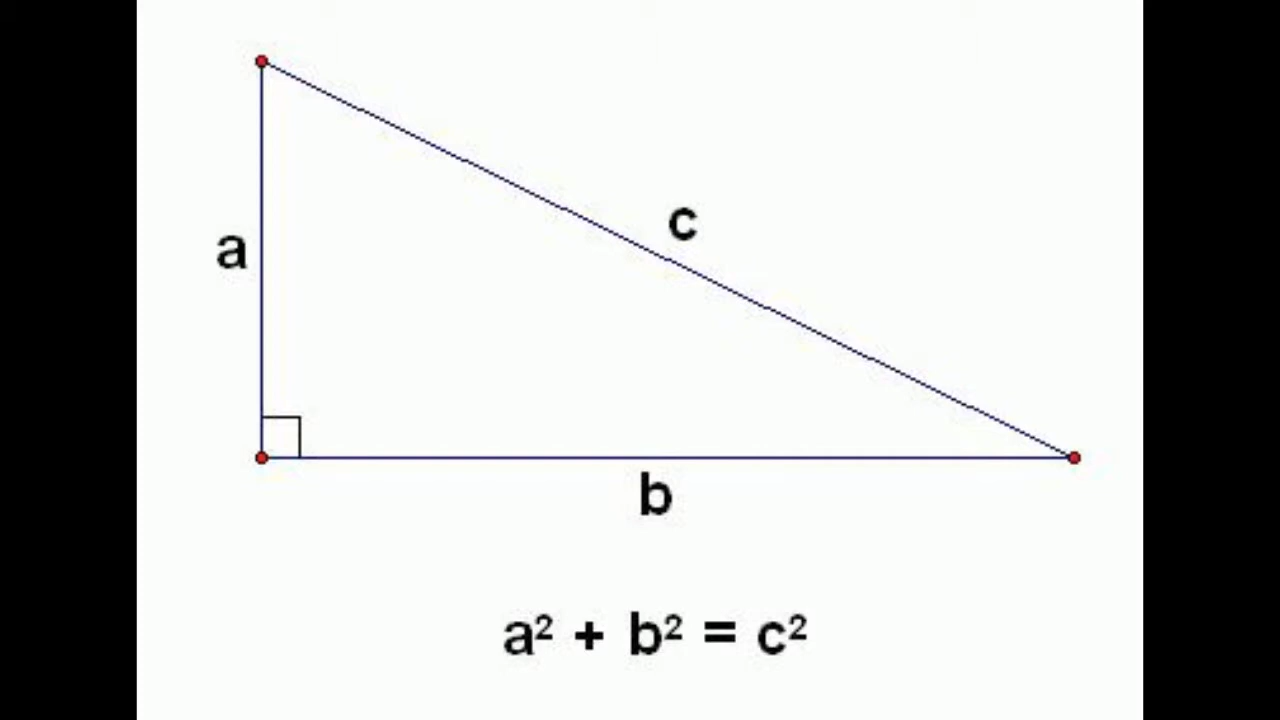 c
a
b
a² + b² = c²